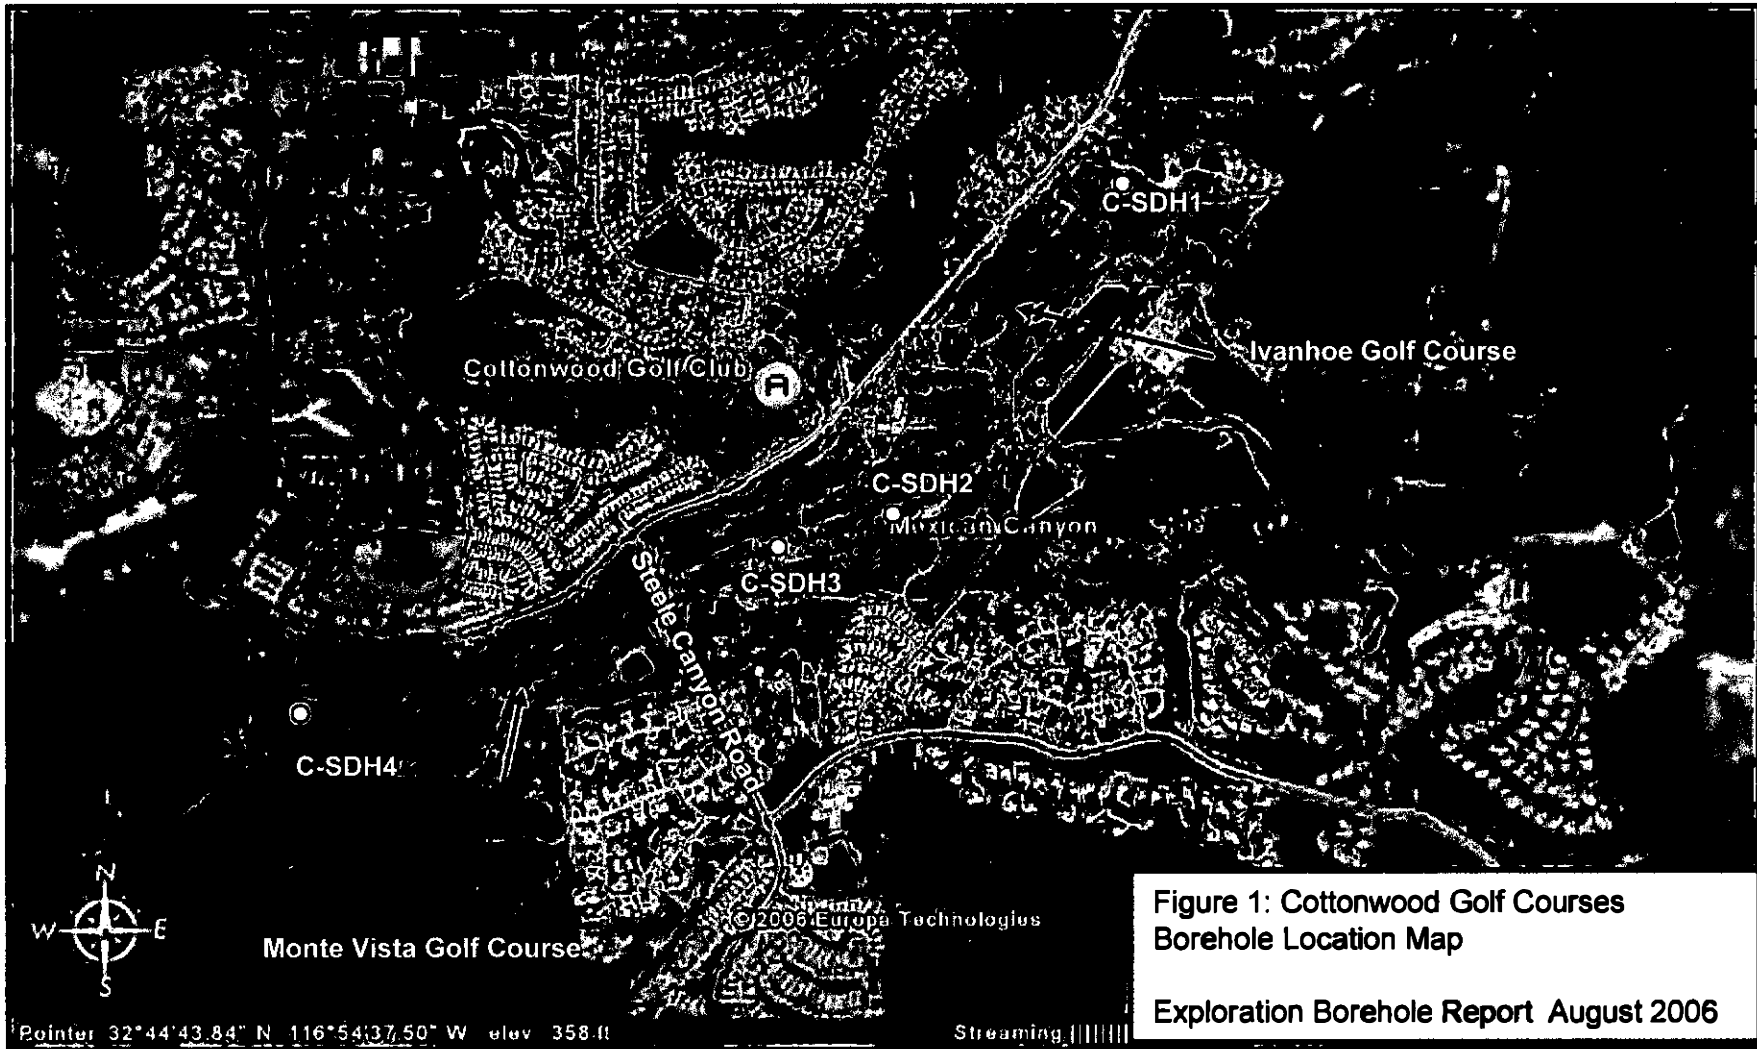 C-SDH1
Ivanhoe Golf Course
Cottonwood Golf Club
C-SDH2
Mexican Canyon
C-SDH3
Steele Canyon Road
C-SDH4
N
W E
S
Monte Vista Golf Course
© 2006 Europa Technologies
Figure 1: Cottonwood Golf Courses
Borehole Location Map
Exploration Borehole Report August 2006
Pointer 32°44'43.84" N 116°54'37.50" W elev 358 ft
Streaming ||||||||